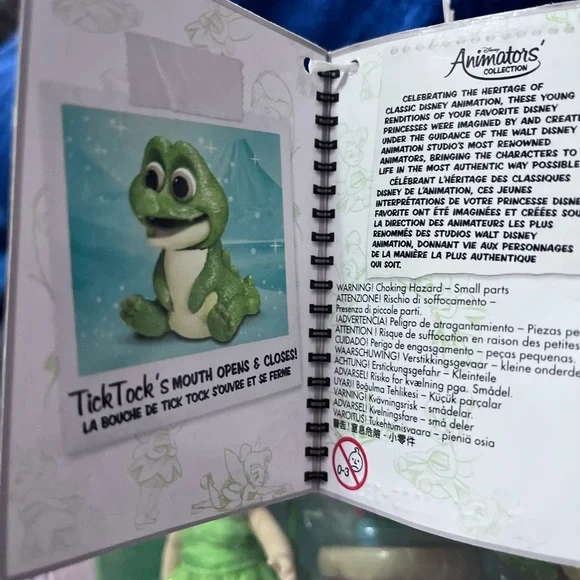 TickTock's MOUTH OPENS & CLOSES!
LA BOUCHE DE TICK TOCK S'OUVRE ET SE FERME
Disney
Animators'
COLLECTION
CELEBRATING THE HERITAGE OF
CLASSIC DISNEY ANIMATION, THESE YOUNG
RENDITIONS OF YOUR FAVORITE DISNEY
PRINCESSES WERE IMAGINED BY AND CREATE
UNDER THE GUIDANCE OF THE WALT DISNEY
ANIMATION STUDIO'S MOST RENOWNED
ANIMATORS, BRINGING THE CHARACTERS TO
LIFE IN THE MOST AUTHENTIC WAY POSSIBLE
CÉLÉBRANT L'HÉRITAGE DES CLASSIQUES
DISNEY DE L'ANIMATION, CES JEUNES
INTERPRÉTATIONS DE VOTRE PRINCESSE DISNE
FAVORITE ONT ÉTÉ IMAGINÉES ET CRÉÉES SOU
LA DIRECTION DES ANIMATEURS LES PLUS
RENOMMÉS DES STUDIOS WALT DISNEY
ANIMATION, DONNANT VIE AUX PERSONNAGES
DE LA MANIÈRE LA PLUS AUTHENTIQUE
QUI SOIT.
WARNING! Choking Hazard – Small parts
ATTENZIONE! Rischio di soffocamento –
Presenza di piccole parti.
¡ADVERTENCIA! Peligro de atragantamiento – Piezas pe
ATTENTION ! Risque de suffocation en raison des petites
CUIDADO! Perigo de engasgamento – peças pequenas.
WAARSCHUWING! Verstikkingsgevaar – kleine onderde
ACHTUNG! Erstickungsgefahr – Kleinteile
ADVARSEL! Risiko for kvælning pga. Smådel.
UYARI! Boğulma Tehlikesi – Küçük parçalar
VARNING! Kvävningsrisk – smådelar.
ADVARSEL! Kvelningsfare – små deler
VAROITUS! Tukehtumisvaara – pieniä osia
警告! 窒息危險 - 小零件
0-3